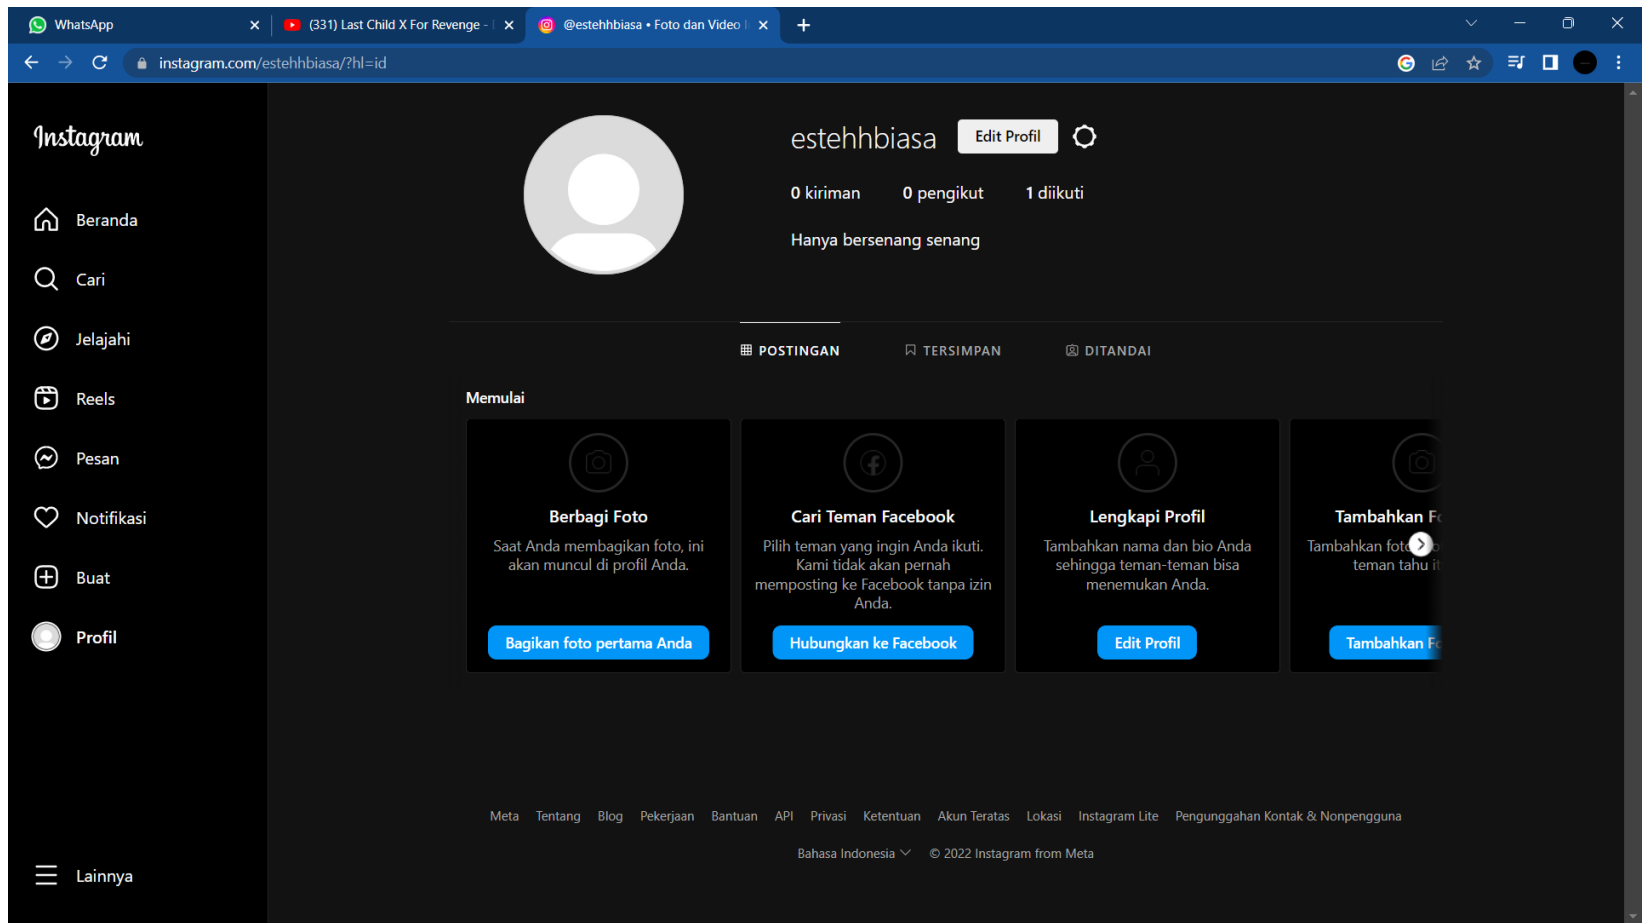 WhatsApp
(331) Last Child X For Revenge -
@estehhbiasa • Foto dan Video
instagram.com/estehhbiasa/?hl=id
Instagram
Beranda
Cari
Jelajahi
Reels
Pesan
Notifikasi
Buat
Profil
Lainnya
estehhbiasa
Edit Profil
0 kiriman 0 pengikut 1 diikuti
Hanya bersenang senang
POSTINGAN TERSIMPAN DITANDAI
Memulai
Berbagi Foto
Saat Anda membagikan foto, ini
akan muncul di profil Anda.
Bagikan foto pertama Anda
Cari Teman Facebook
Pilih teman yang ingin Anda ikuti.
Kami tidak akan pernah
memposting ke Facebook tanpa izin
Anda.
Hubungkan ke Facebook
Lengkapi Profil
Tambahkan nama dan bio Anda
sehingga teman-teman bisa
menemukan Anda.
Edit Profil
Tambahkan
Tambahkan
teman tahu
Tambahkan
Meta Tentang Blog Pekerjaan Bantuan API Privasi Ketentuan Akun Teratas Lokasi Instagram Lite Pengunggahan Kontak & Nonpengguna
Bahasa Indonesia © 2022 Instagram from Meta